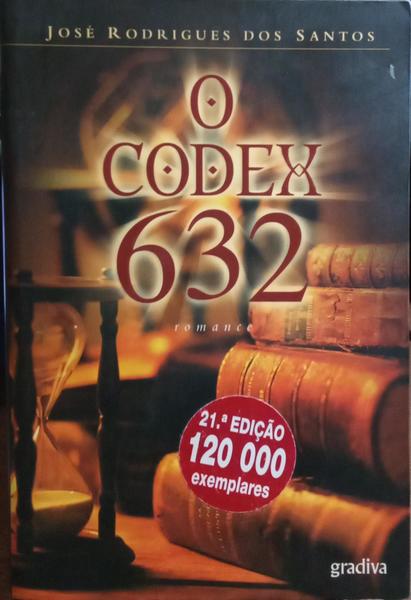 JOSÉ RODRIGUES DOS SANTOS
O
CODEX
632
romance
21.ª EDIÇÃO
120 000
exemplares
gradiva